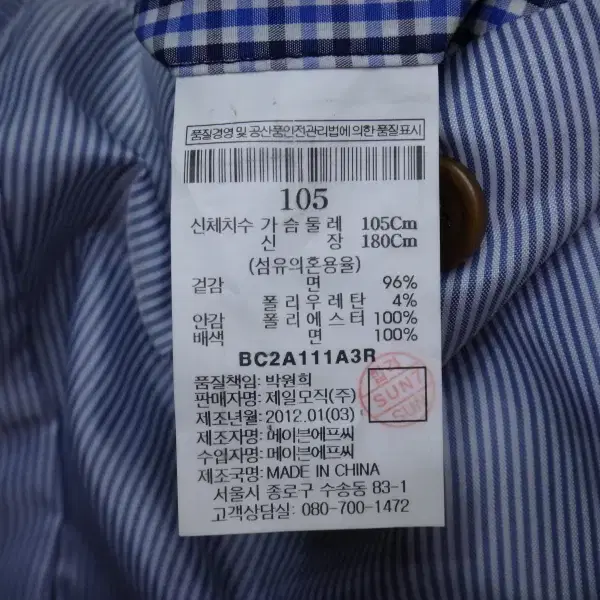 품질경영 및 공산품안전관리법에 의한 품질표시
105
신체치수 가 슴 둘 레 105Cm
신 장 180Cm
(섬유의혼용율)
겉감 면 96%
폴 리 우 레 탄 4%
안감 폴 리 에 스 터 100%
배색 면 100%
BC2A111A3R
품질책임: 박원희
판매자명: 제일모직(주)
제조년월: 2012.01(03)
제조자명: 메이븐에프씨
수입자명: 메이븐에프씨
제조국명: MADE IN CHINA
서울시 종로구 수송동 83-1
고객상담실: 080-700-1472
합격
SUN7
SUN